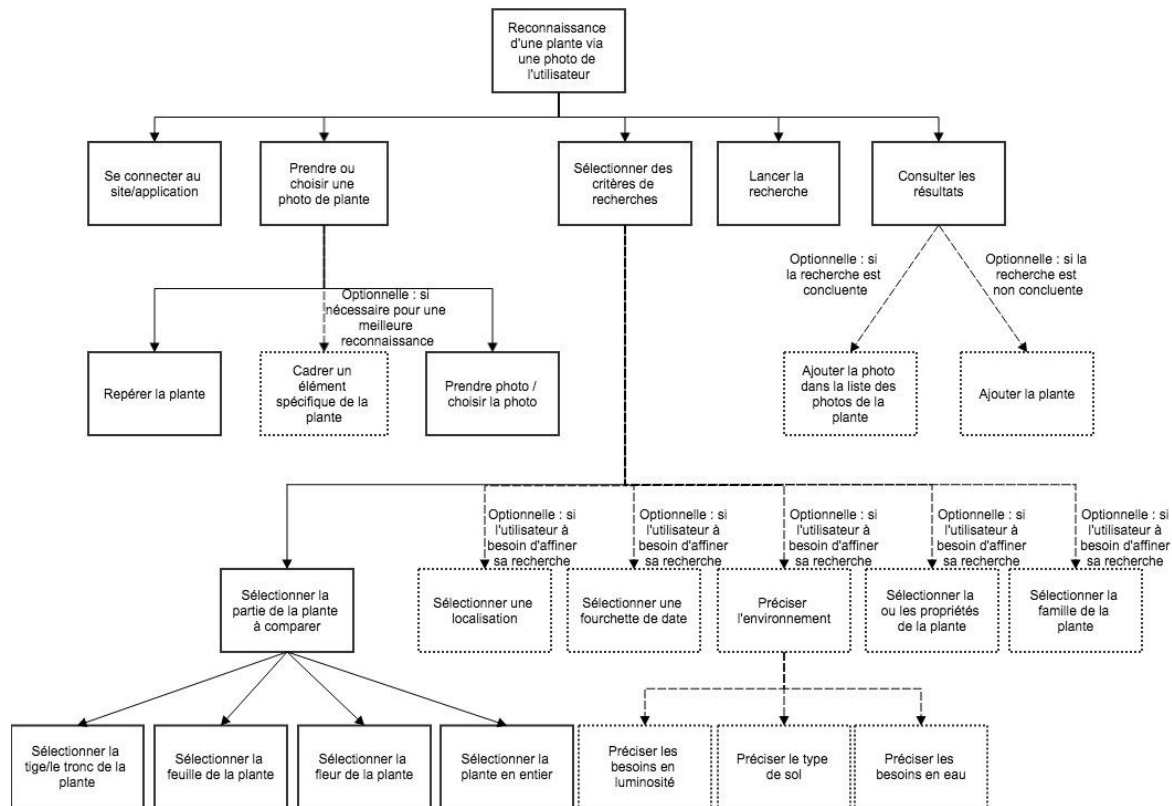 Reconnaissance
d'une plante via
une photo de
l'utilisateur
Se connecter au
site/application
Prendre ou
choisir une
photo de plante
Sélectionner des
critères de
recherches
Lancer la
recherche
Consulter les
résultats
Optionnelle : si
la recherche est
concluente
Optionnelle : si la
recherche est
non concluente
Optionnelle : si
nécessaire pour une
meilleure
reconnaissance
Repérer la plante
Cadrer un
élément
spécifique de la
plante
Prendre photo /
choisir la photo
Ajouter la photo
dans la liste des
photos de la
plante
Ajouter la plante
Optionnelle : si
l'utilisateur à
besoin d'affiner
sa recherche
Optionnelle : si
l'utilisateur à
besoin d'affiner
sa recherche
Optionnelle : si
l'utilisateur à
besoin d'affiner
sa recherche
Optionnelle : si
l'utilisateur à
besoin d'affiner
sa recherche
Optionnelle : si
l'utilisateur à
besoin d'affiner
sa recherche
Sélectionner la
partie de la plante
à comparer
Sélectionner une
localisation
Sélectionner une
fourchette de date
Préciser
l'environnement
Sélectionner la
ou les propriétés
de la plante
Sélectionner la
famille de la
plante
Sélectionner la
tige/le tronc de la
plante
Sélectionner la
feuille de la plante
Sélectionner la
fleur de la plante
Sélectionner la
plante en entier
Préciser les
besoins en
luminosité
Préciser le type
de sol
Préciser les
besoins en eau